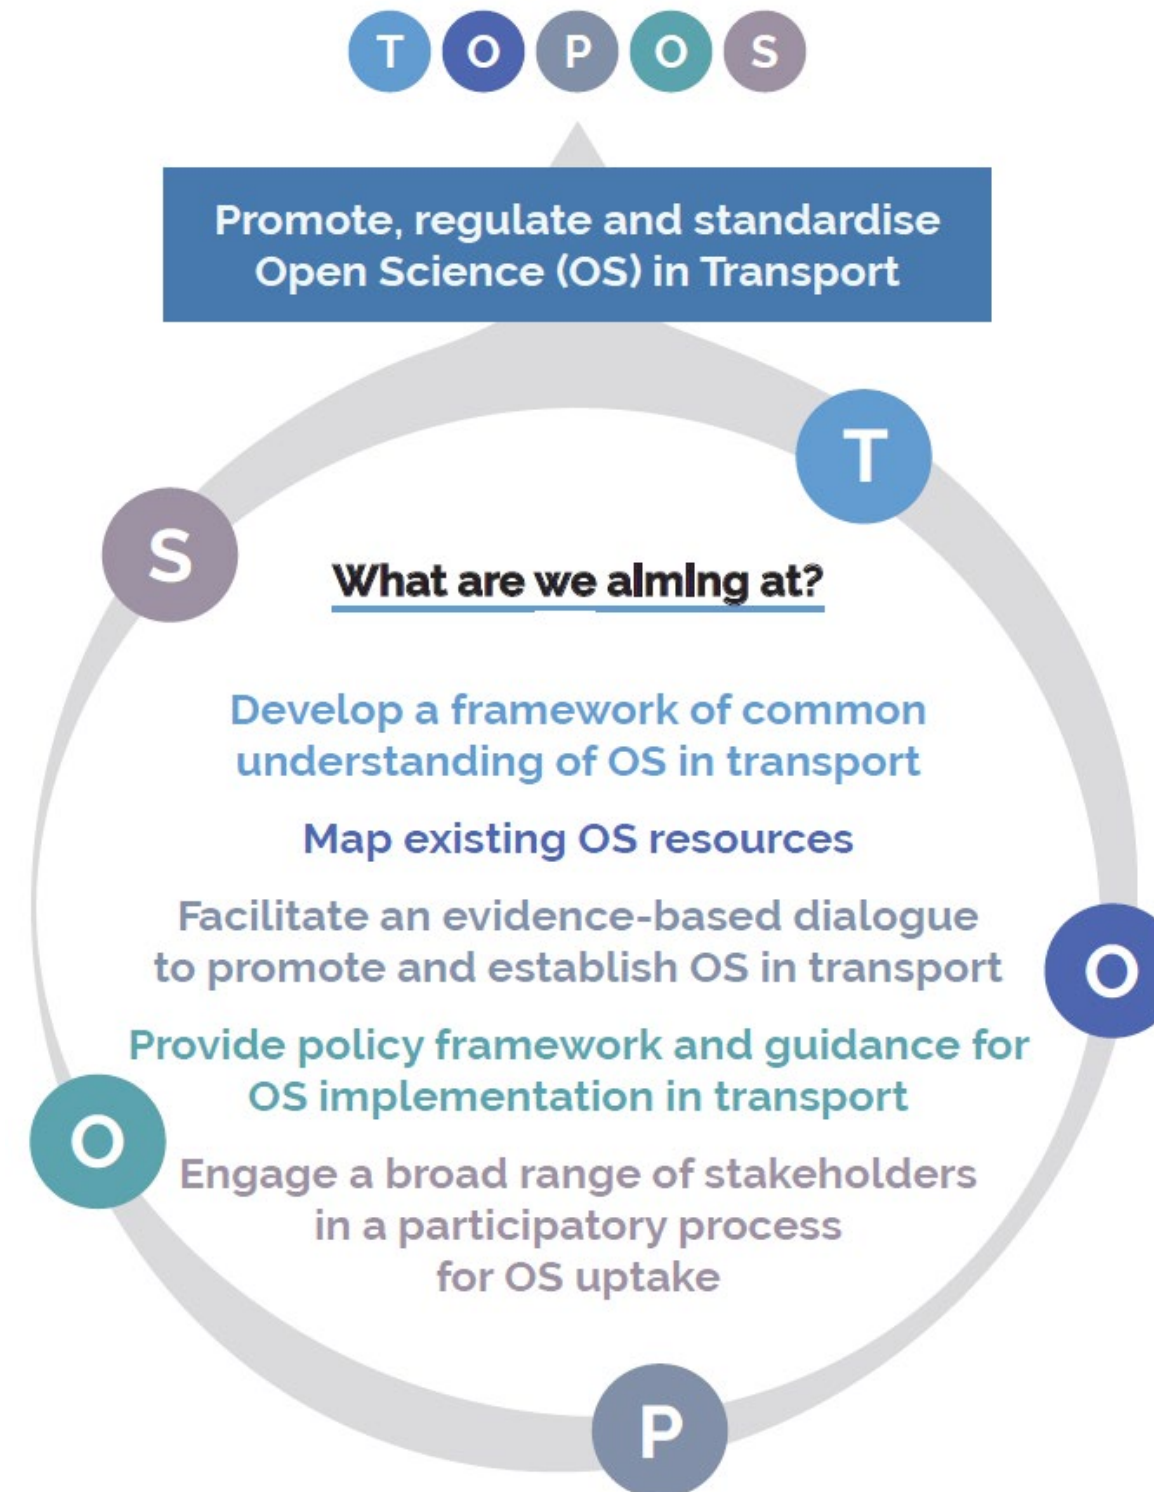 T O P O S
Promote, regulate and standardise
Open Science (OS) in Transport
T
S
What are we aiming at?
Develop a framework of common
understanding of OS in transport
Map existing OS resources
Facilitate an evidence-based dialogue
to promote and establish OS in transport
O
Provide policy framework and guidance for
OS implementation in transport
O
Engage a broad range of stakeholders
in a participatory process
for OS uptake
P